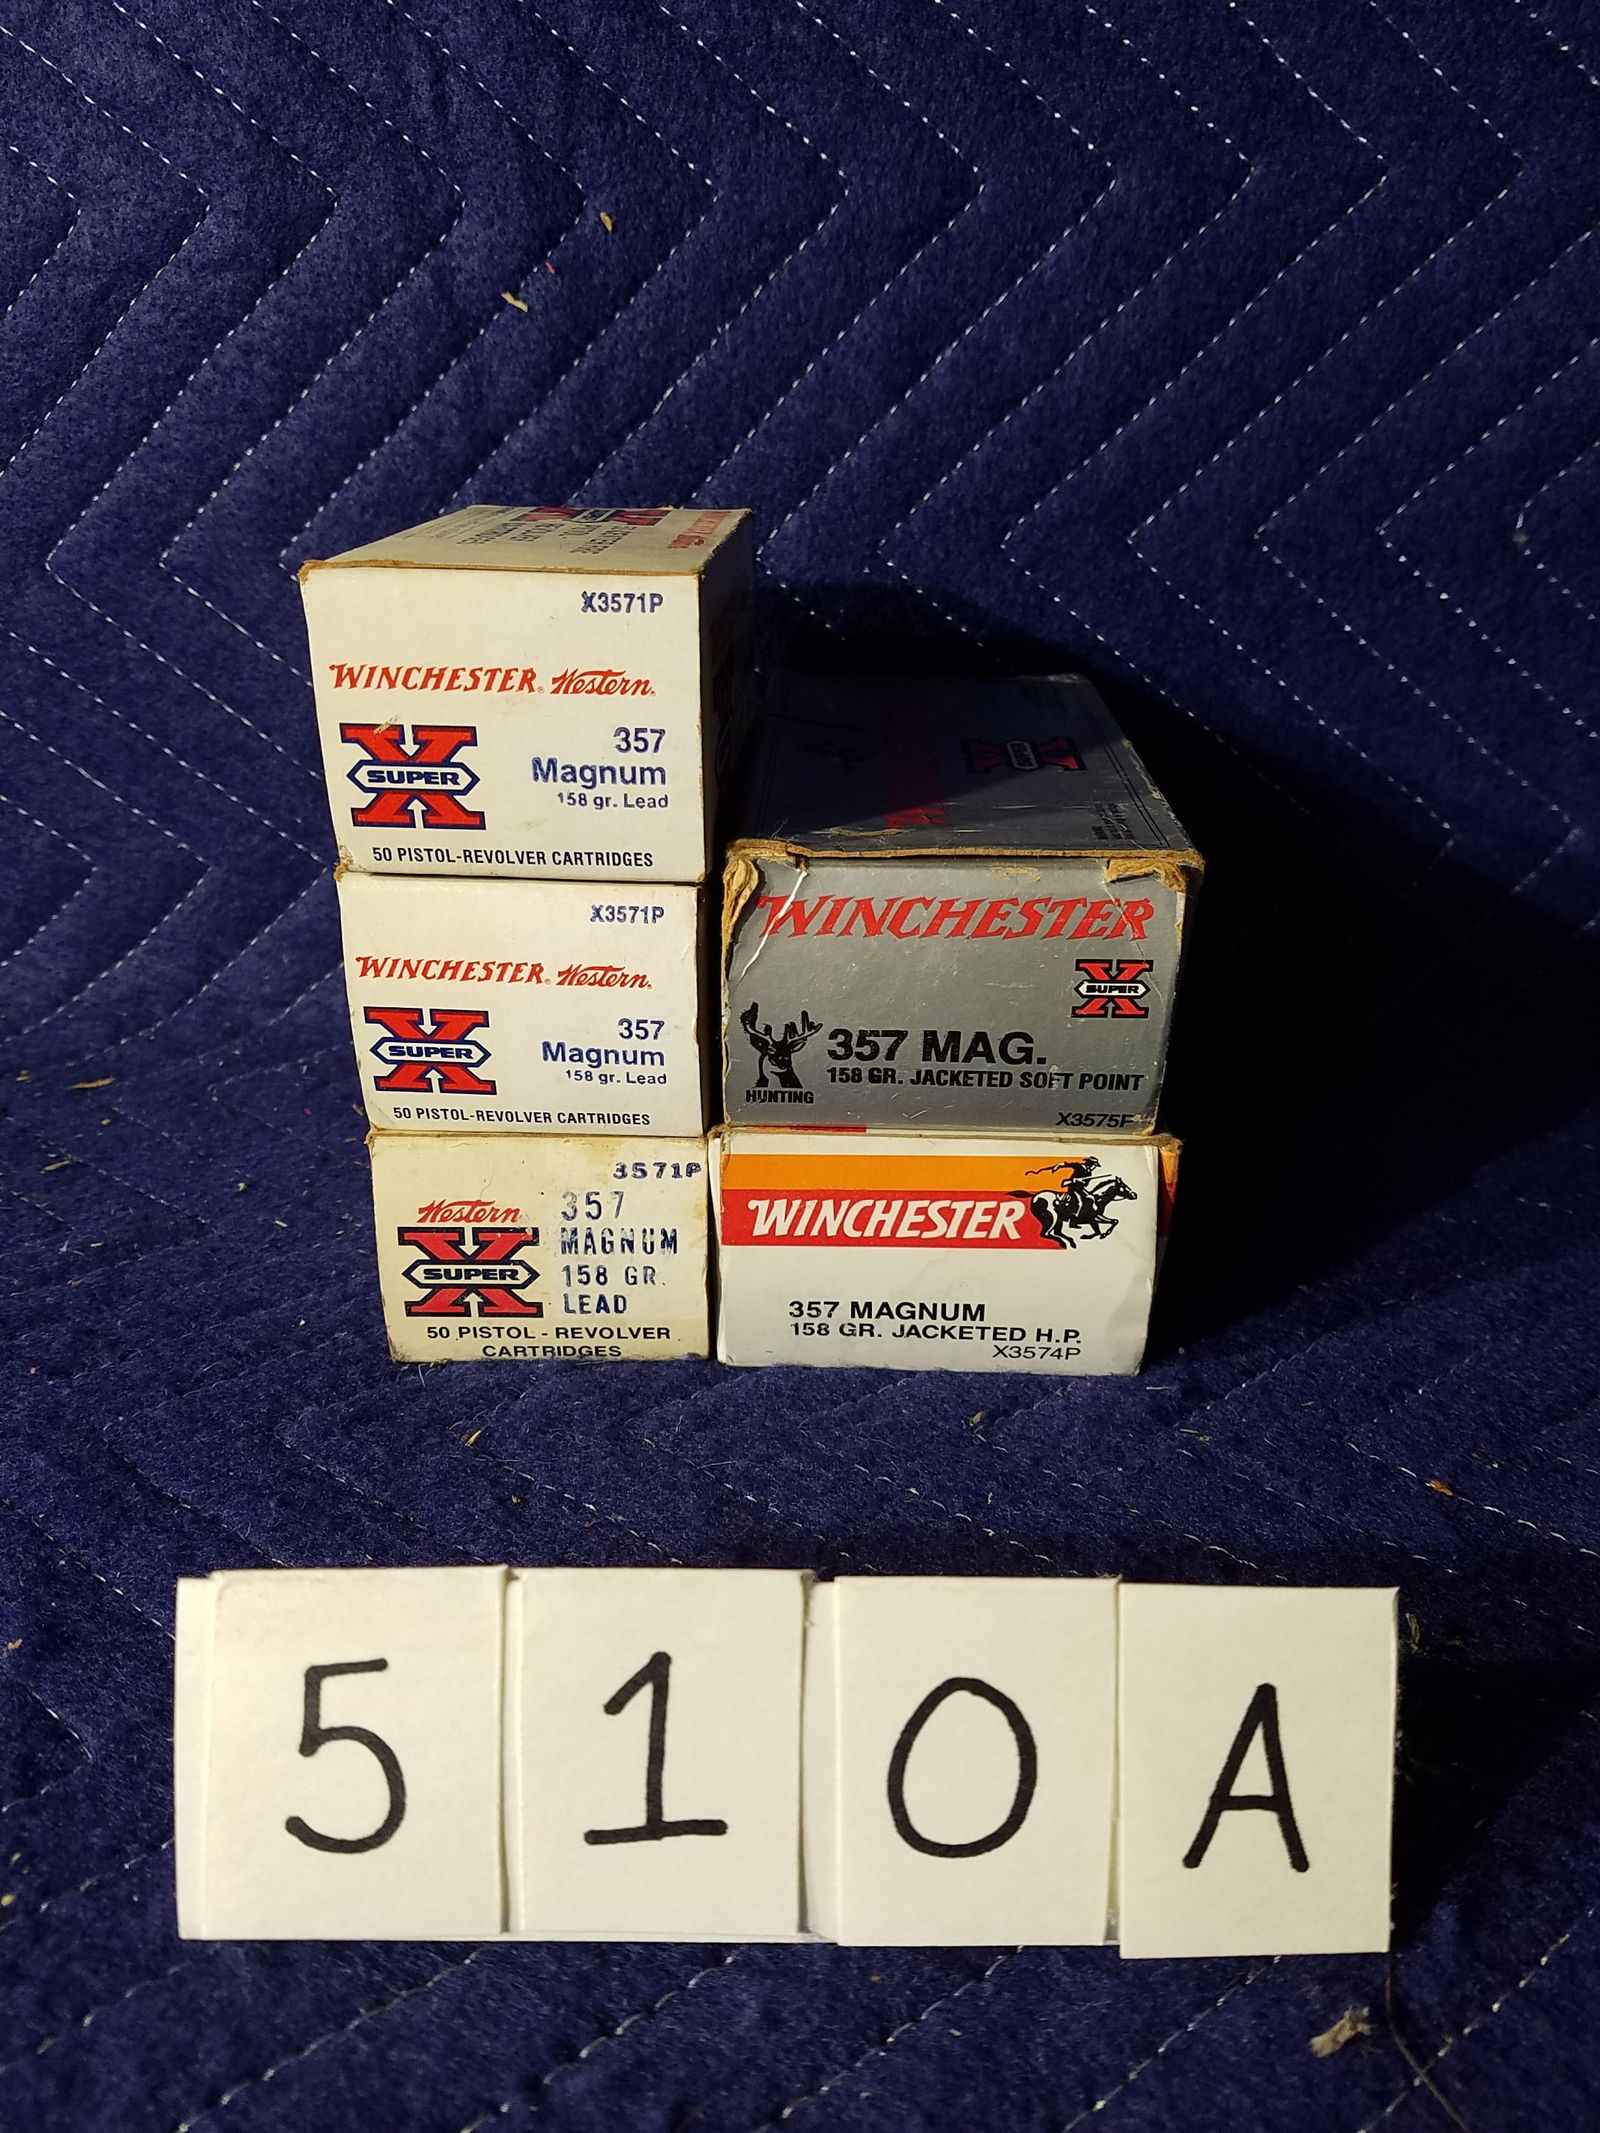 X3571P
WINCHESTER® Western.
SUPER X
357
Magnum
158 gr. Lead
50 PISTOL-REVOLVER CARTRIDGES
X3571P
WINCHESTER® Western.
SUPER X
357
Magnum
158 gr. Lead
50 PISTOL-REVOLVER CARTRIDGES
3571P
Western
SUPER X
357
MAGNUM
158 GR.
LEAD
50 PISTOL - REVOLVER
CARTRIDGES
SUPER X
WINCHESTER
SUPER X
357 MAG.
158 GR. JACKETED SOFT POINT
HUNTING
X3575P
WINCHESTER
357 MAGNUM
158 GR. JACKETED H.P.
X3574P
5 1 0 A